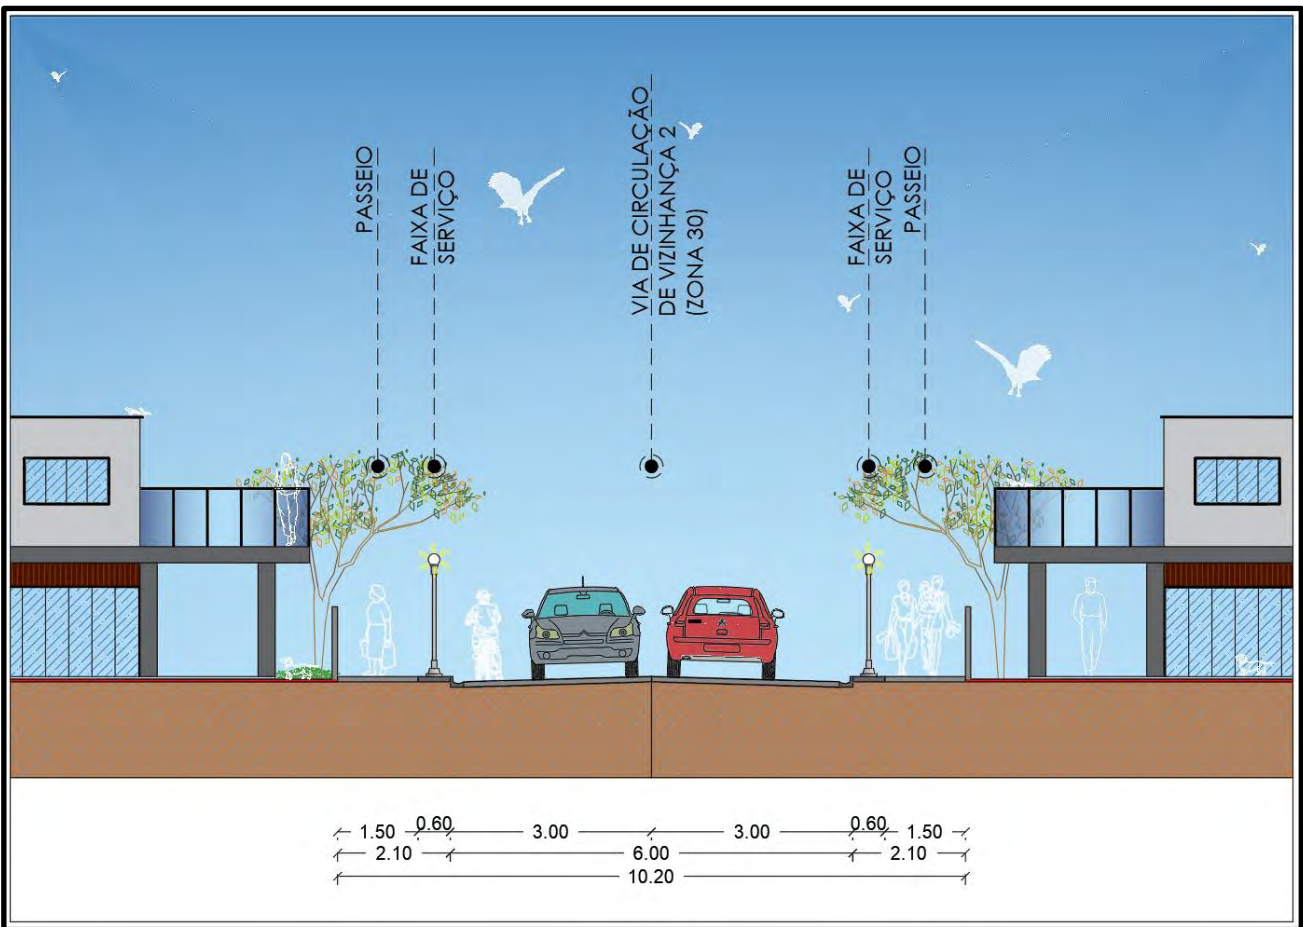 PASSEIO
FAIXA DE
SERVIÇO
VIA DE CIRCULAÇÃO
DE VIZINHANÇA 2
(ZONA 30)
FAIXA DE
SERVIÇO
PASSEIO
1.50 0.60 3.00 3.00 0.60 1.50
2.10 6.00 2.10
10.20